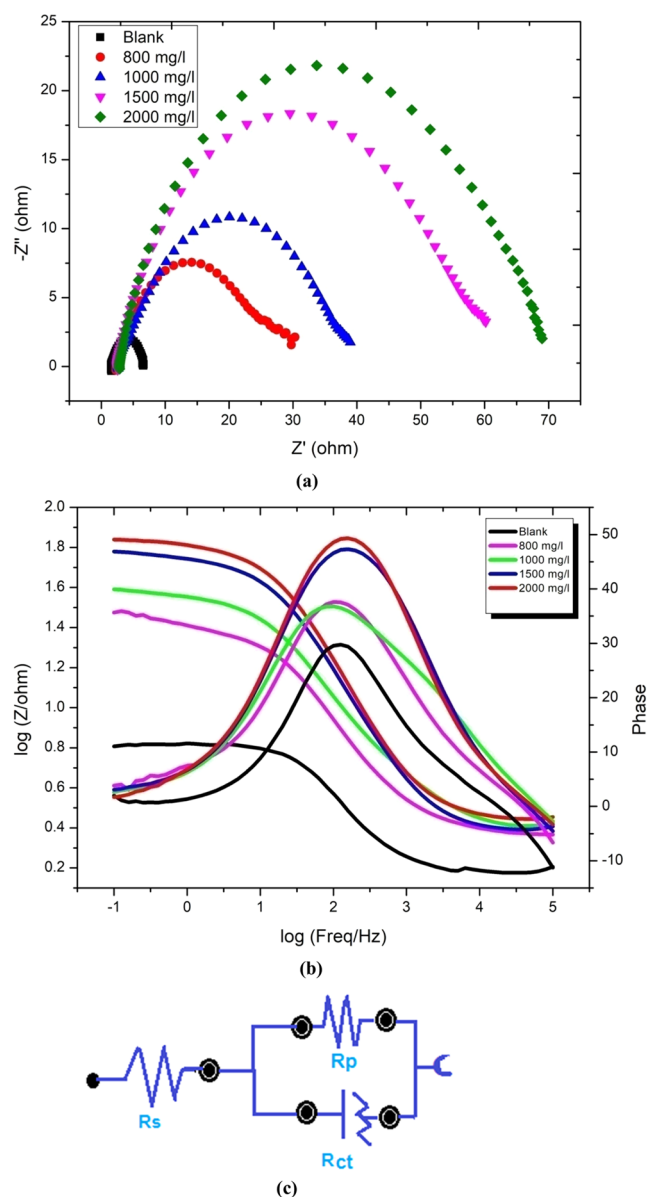 Blank
800 mg/l
1000 mg/l
1500 mg/l
2000 mg/l
25
20
15
10
5
0
-Z'' (ohm)
0 10 20 30 40 50 60 70
Z' (ohm)
(a)
2.0
1.8
1.6
1.4
1.2
1.0
0.8
0.6
0.4
0.2
log (Z/ohm)
Blank
800 mg/l
1000 mg/l
1500 mg/l
2000 mg/l
50
40
30
20
10
0
-10
Phase
-1 0 1 2 3 4 5
log (Freq/Hz)
(b)
Rs
Rp
Rct
(c)